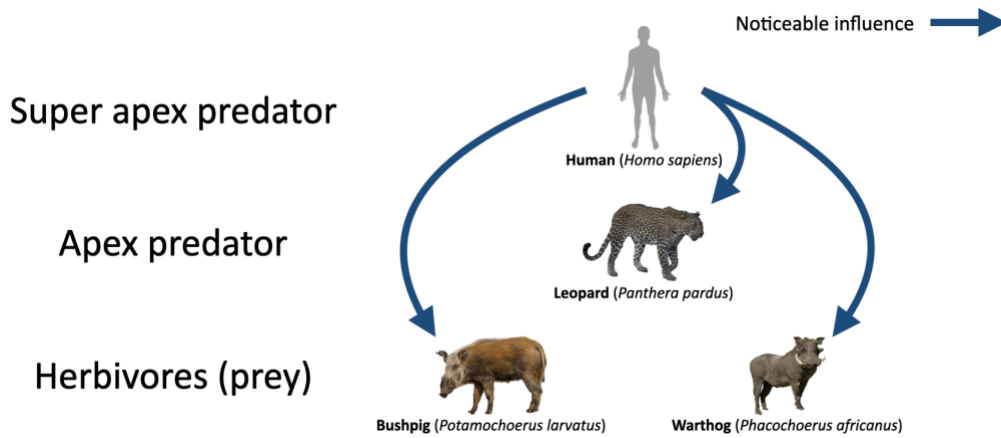 Noticeable influence
Super apex predator
Human (Homo sapiens)
Apex predator
Leopard (Panthera pardus)
Herbivores (prey)
Bushpig (Potamochoerus larvatus)
Warthog (Phacochoerus africanus)